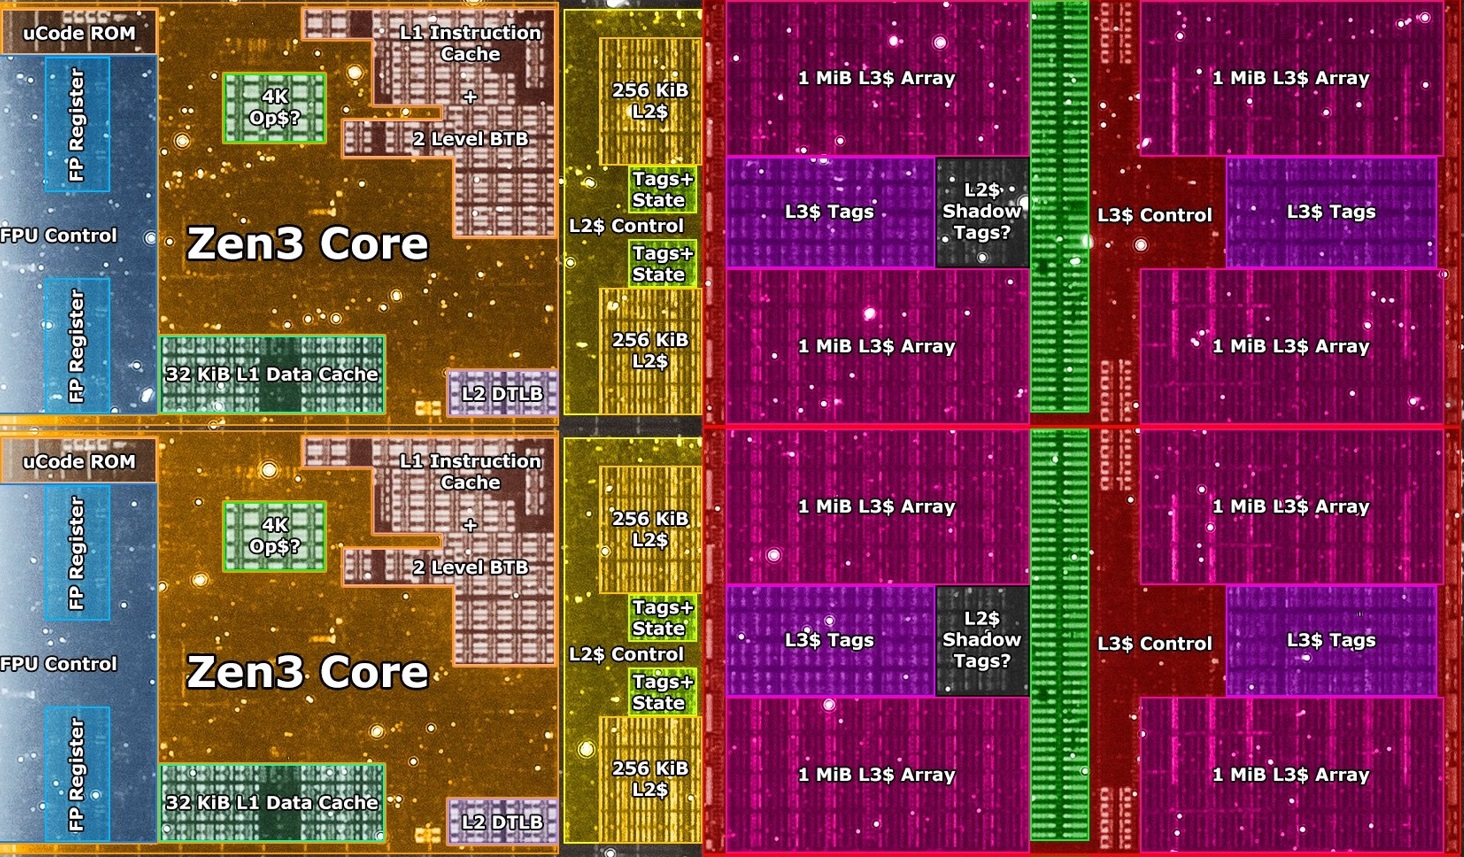 uCode ROM
FP Register
FPU Control
FP Register
4K
Op$?
L1 Instruction
Cache
+
2 Level BTB
Zen3 Core
32 KiB L1 Data Cache
L2 DTLB
256 KiB
L2$
Tags+
State
L2$ Control
Tags+
State
256 KiB
L2$
1 MiB L3$ Array
L3$ Tags
L2$
Shadow
Tags?
1 MiB L3$ Array
L3$ Control
1 MiB L3$ Array
L3$ Tags
1 MiB L3$ Array
uCode ROM
FP Register
FPU Control
FP Register
4K
Op$?
L1 Instruction
Cache
+
2 Level BTB
Zen3 Core
32 KiB L1 Data Cache
L2 DTLB
256 KiB
L2$
Tags+
State
L2$ Control
Tags+
State
256 KiB
L2$
1 MiB L3$ Array
L3$ Tags
L2$
Shadow
Tags?
1 MiB L3$ Array
L3$ Control
1 MiB L3$ Array
L3$ Tags
1 MiB L3$ Array